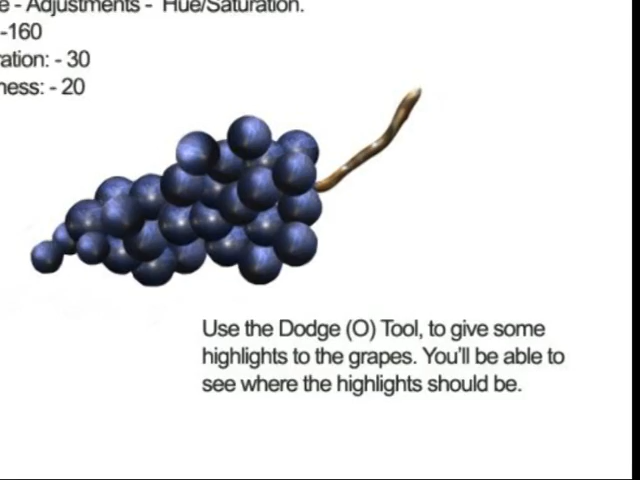 e - Adjustments - Hue/Saturation.
-160
ration: - 30
ness: - 20
Use the Dodge (O) Tool, to give some
highlights to the grapes. You'll be able to
see where the highlights should be.